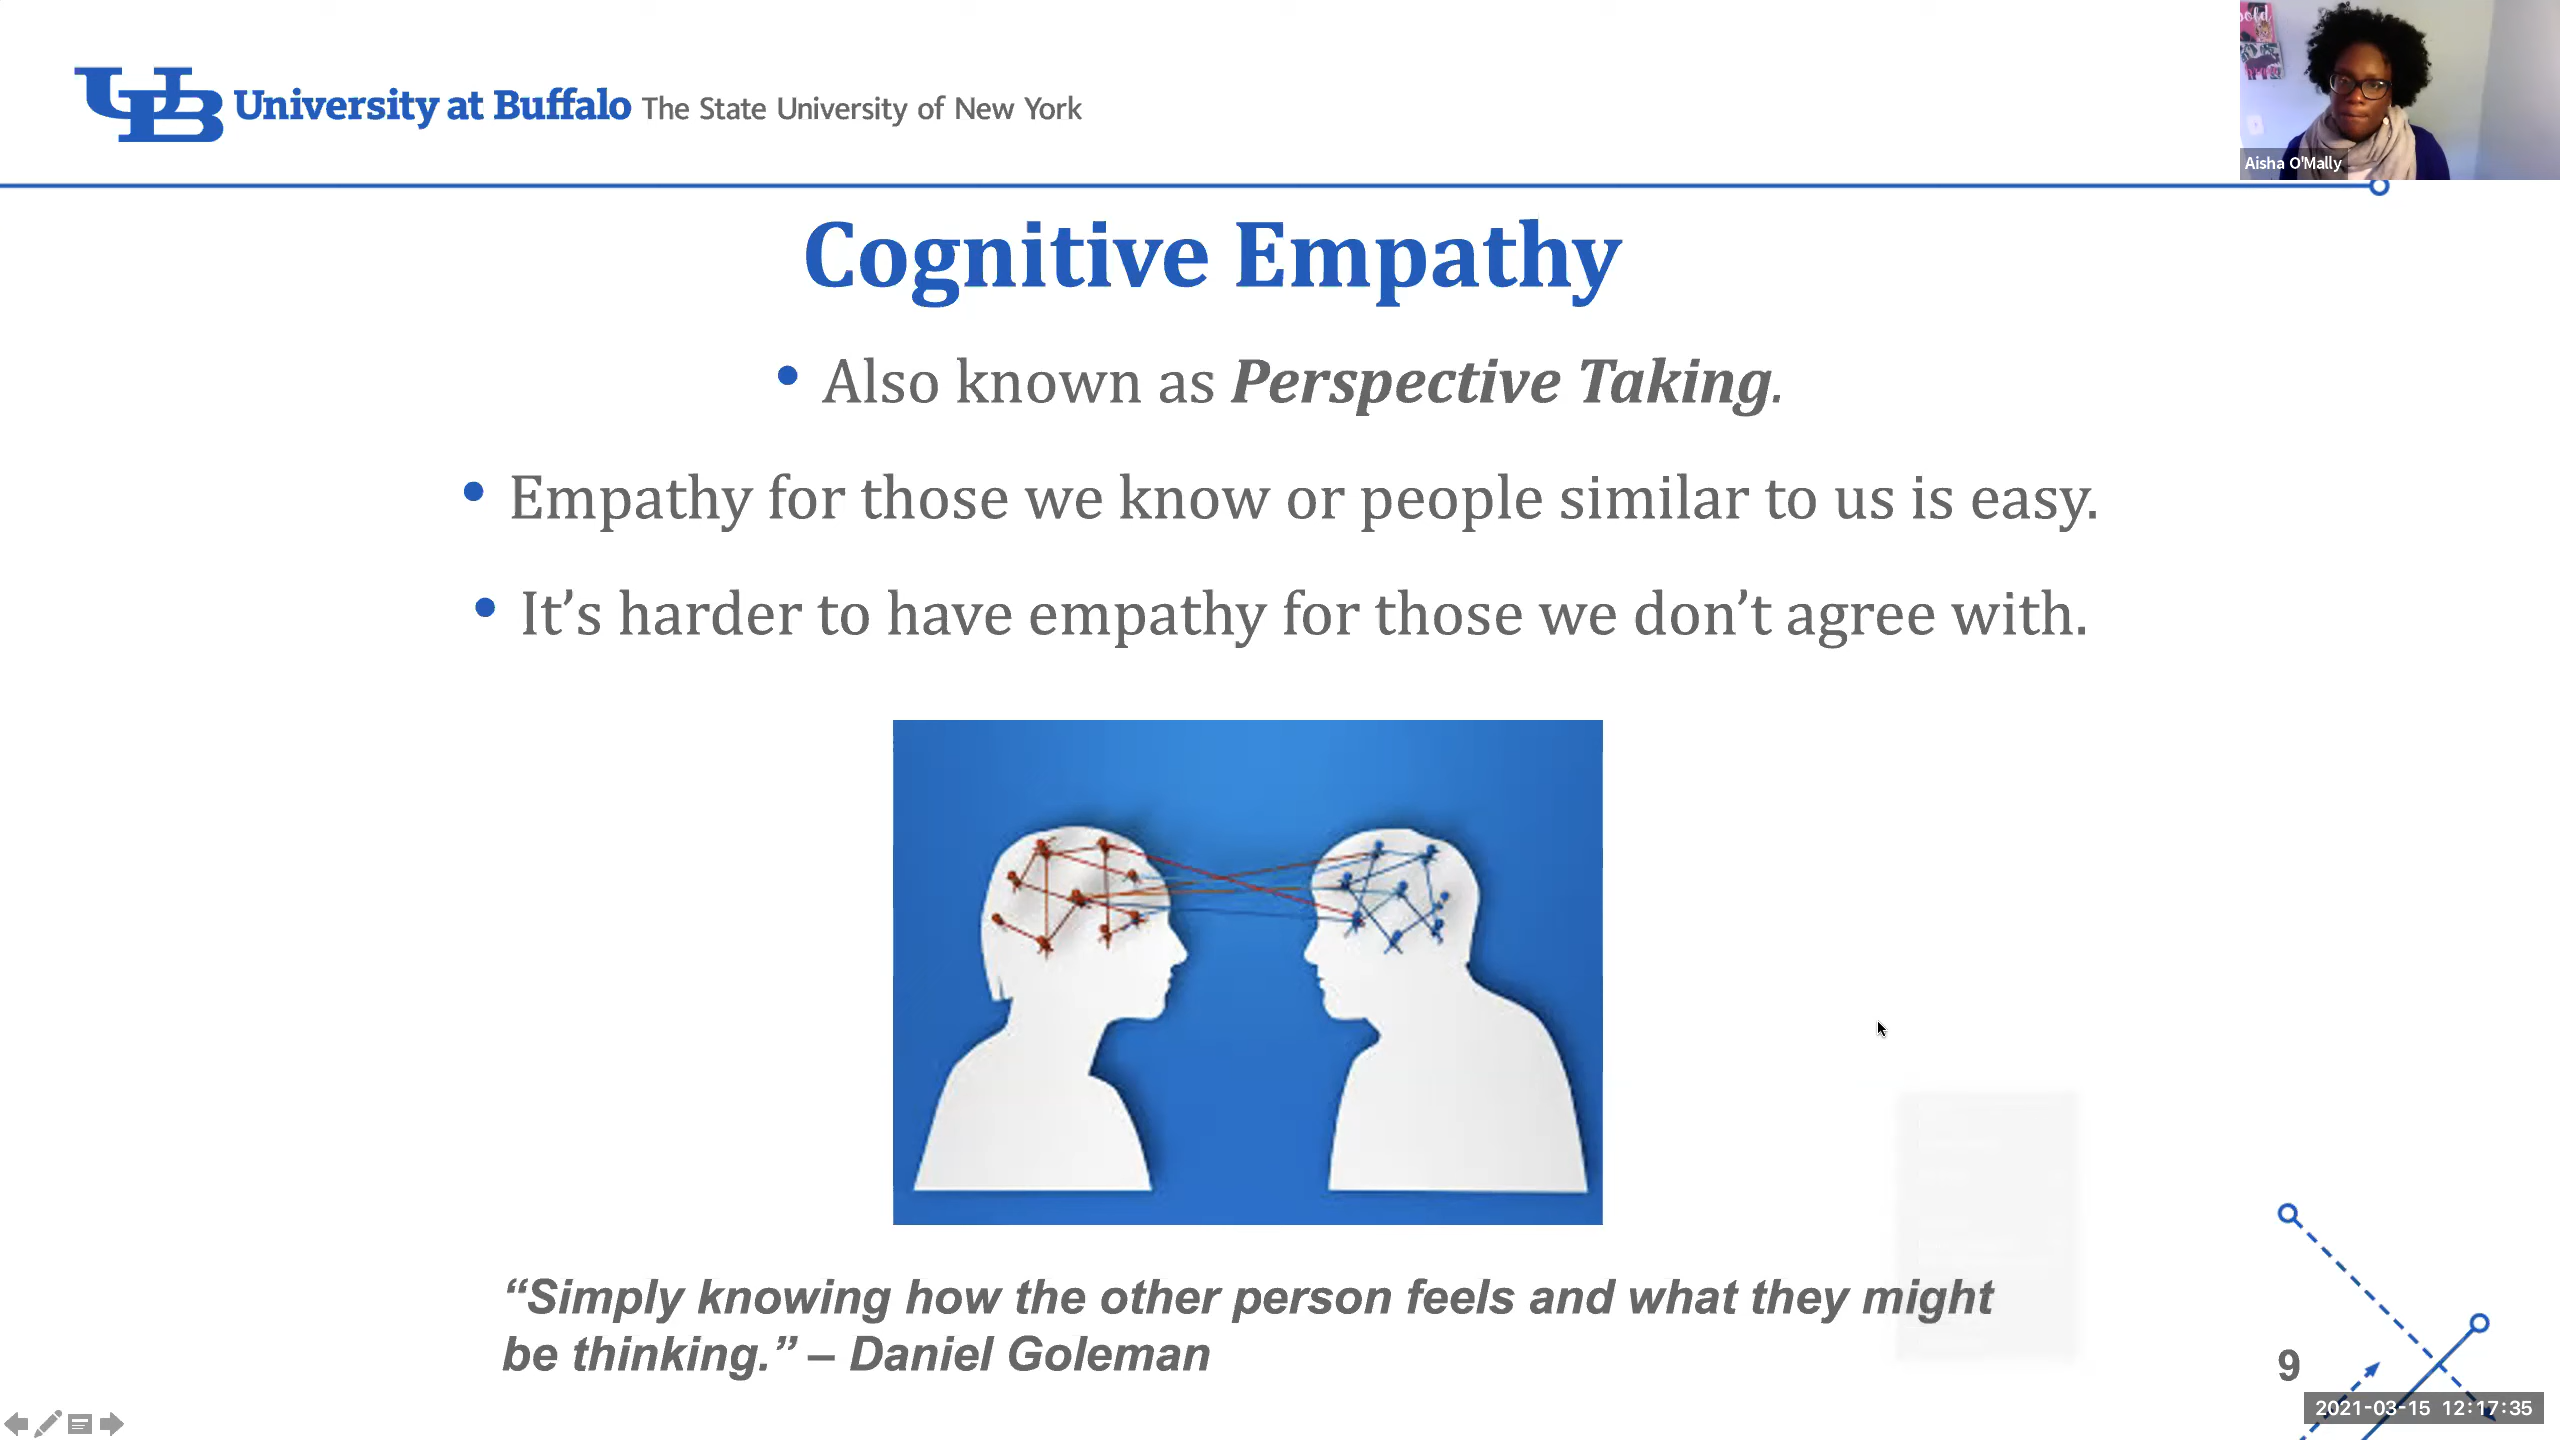 UB University at Buffalo The State University of New York
bold
Aisha O'Mally
Cognitive Empathy
• Also known as Perspective Taking.
• Empathy for those we know or people similar to us is easy.
• It’s harder to have empathy for those we don’t agree with.
“Simply knowing how the other person feels and what they might
be thinking.” – Daniel Goleman
9
2021-03-15 12:17:35